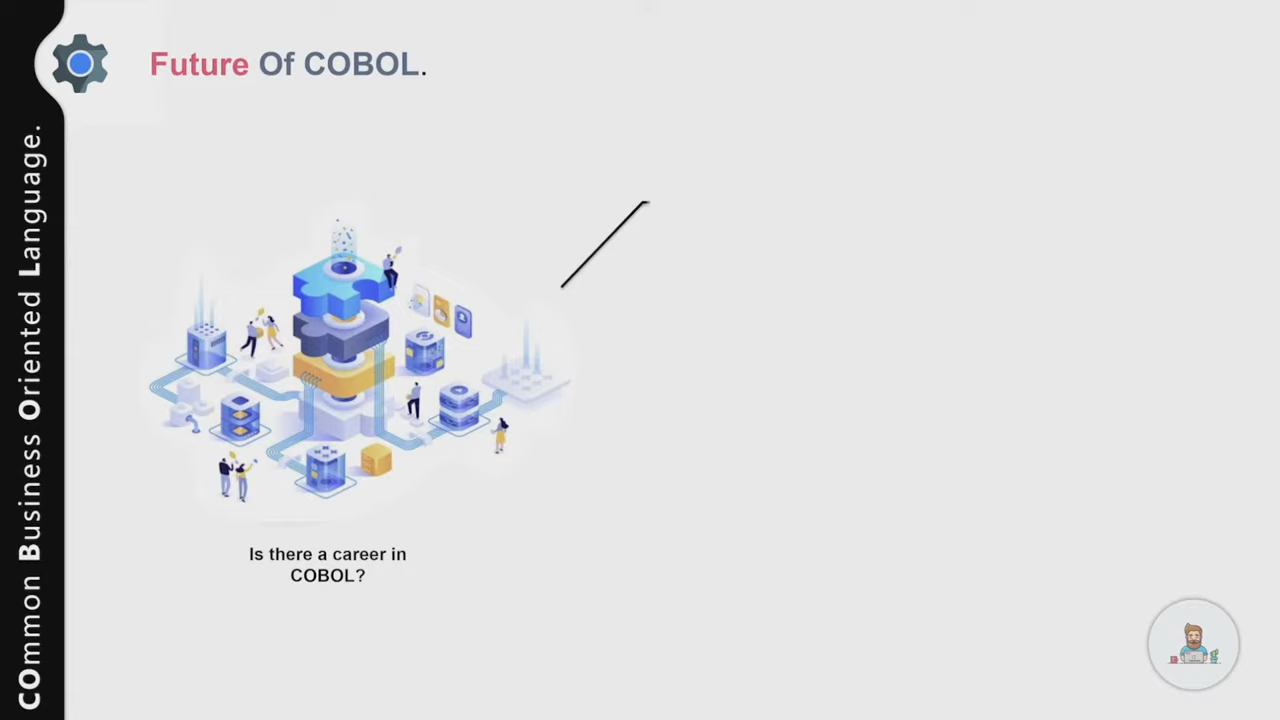 Future Of COBOL.
COmmon Business Oriented Language.
Is there a career in
COBOL?